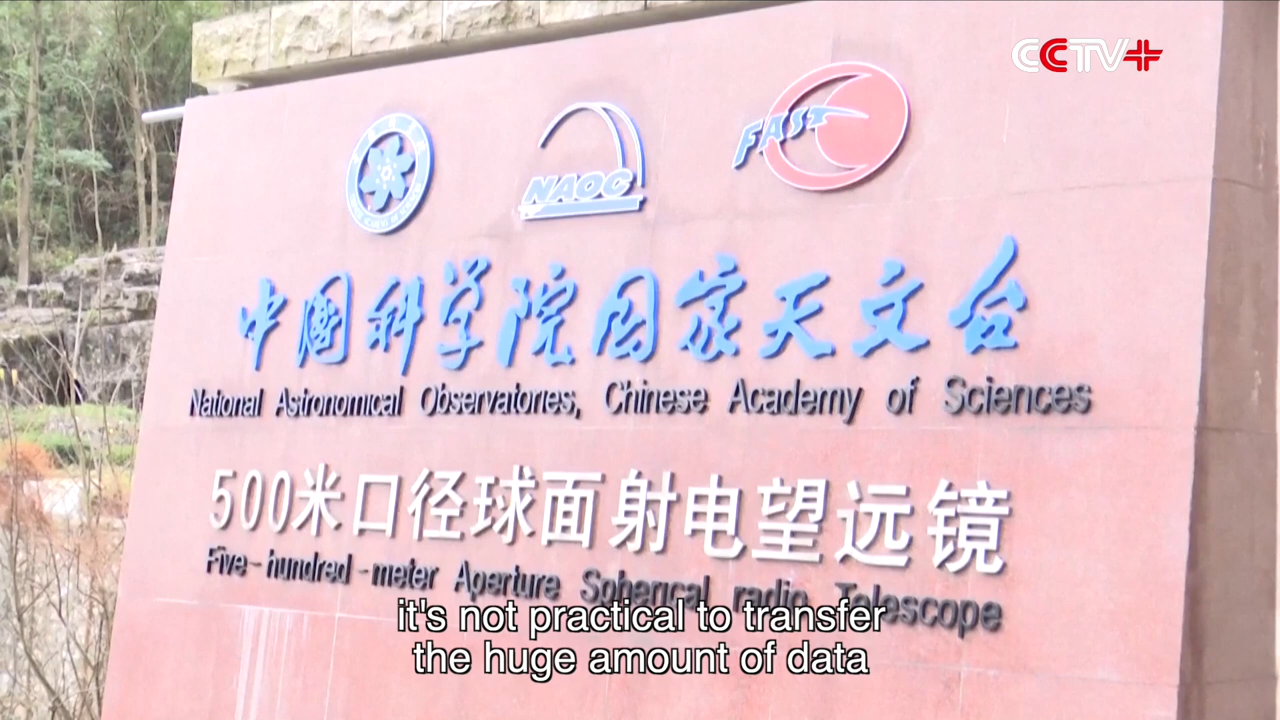 CCTV+
NAOC
FAST
中国科学院国家天文台
National Astronomical Observatories, Chinese Academy of Sciences
500米口径球面射电望远镜
Five-hundred-meter Aperture Spherical radio Telescope
it's not practical to transfer
the huge amount of data